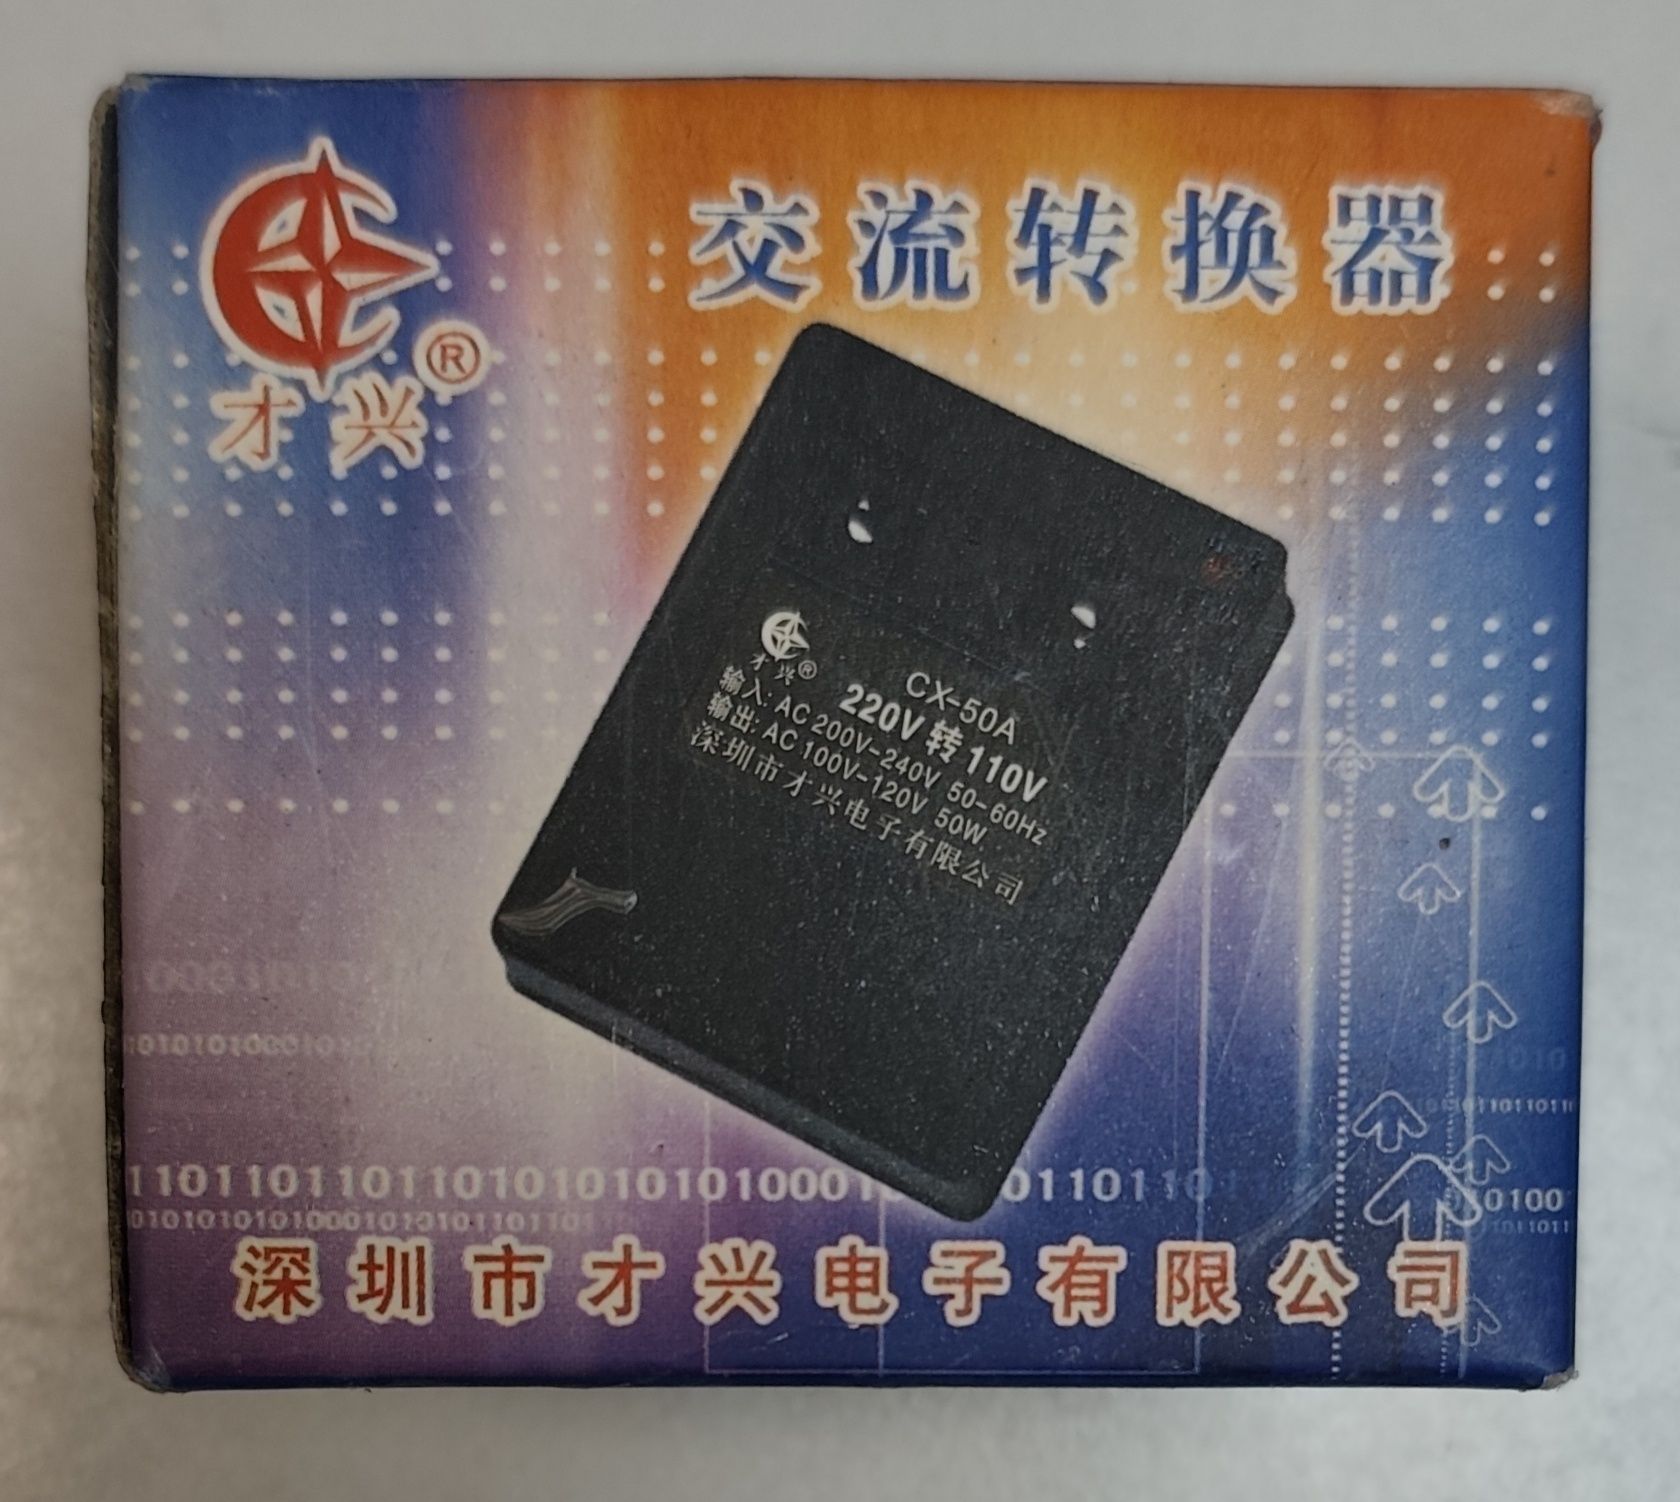 交流转换器
®
才兴
才兴®
CX-50A
220V 转 110V
输入: AC 200V-240V 50-60Hz
输出: AC 100V-120V 50W
深圳市才兴电子有限公司
深圳市才兴电子有限公司